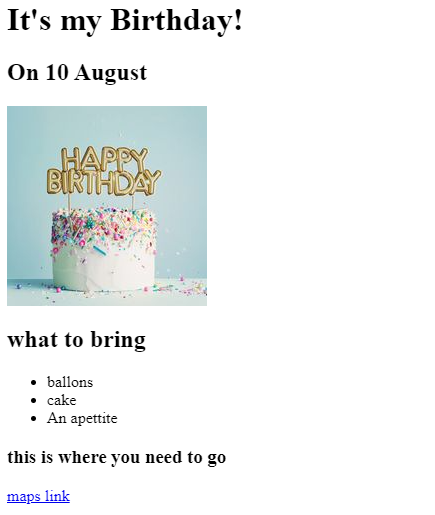 It's my Birthday!
On 10 August
HAPPY
BIRTHDAY
what to bring
ballons
cake
An apettite
this is where you need to go
maps link